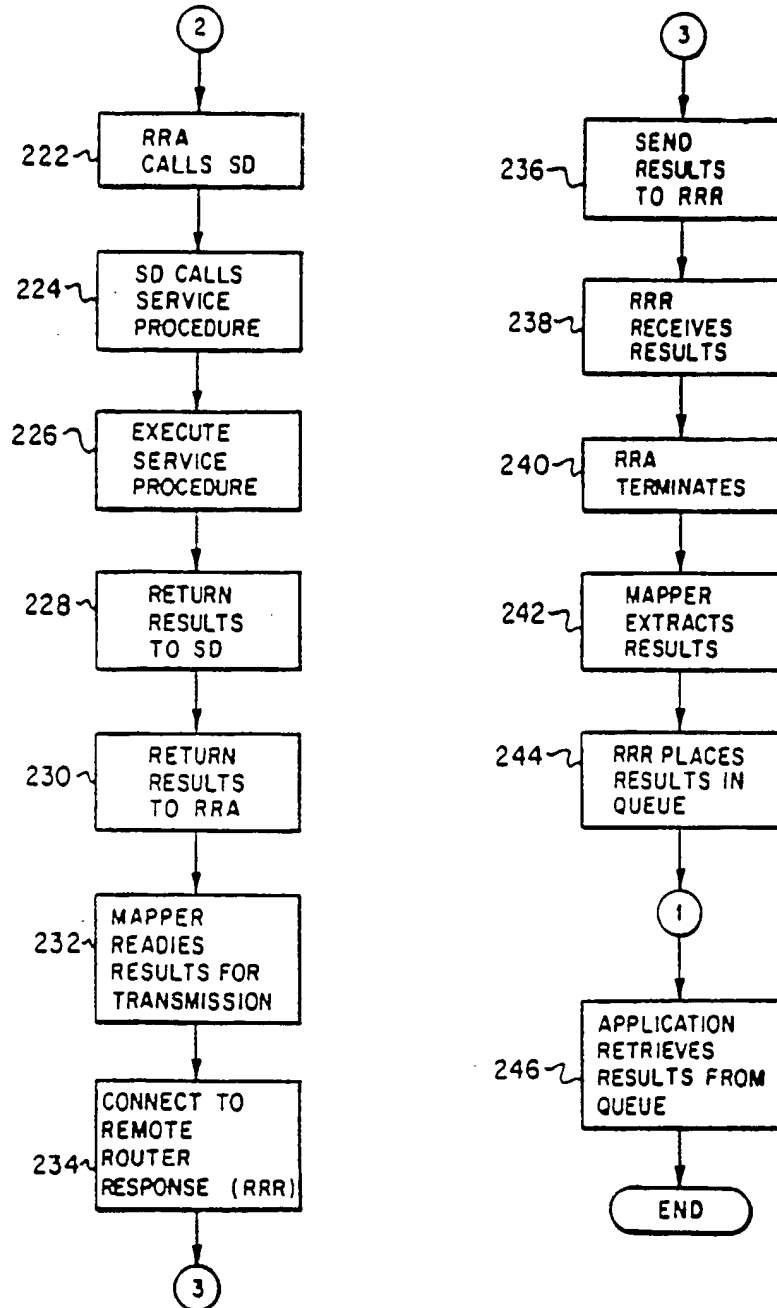 2
222
RRA
CALLS SD
224
SD CALLS
SERVICE
PROCEDURE
226
EXECUTE
SERVICE
PROCEDURE
228
RETURN
RESULTS
TO SD
230
RETURN
RESULTS
TO RRA
232
MAPPER
READIES
RESULTS FOR
TRANSMISSION
234
CONNECT TO
REMOTE
ROUTER
RESPONSE (RRR)
3
3
236
SEND
RESULTS
TO RRR
238
RRR
RECEIVES
RESULTS
240
RRA
TERMINATES
242
MAPPER
EXTRACTS
RESULTS
244
RRR PLACES
RESULTS IN
QUEUE
1
246
APPLICATION
RETRIEVES
RESULTS FROM
QUEUE
END